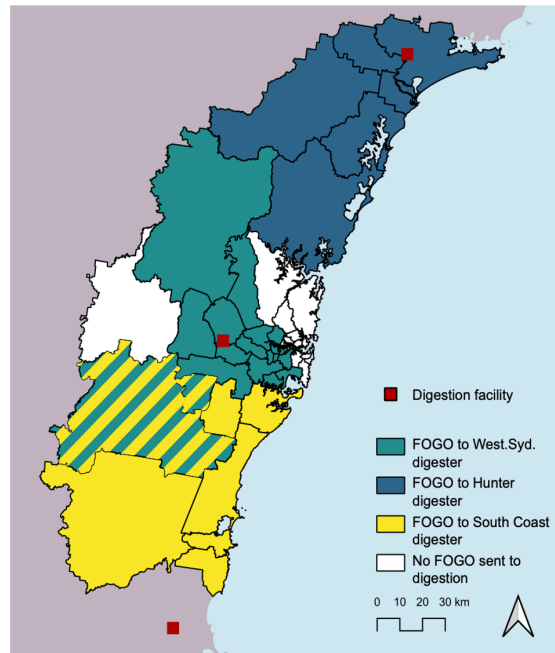 Digestion facility
FOGO to West.Syd.
digester
FOGO to Hunter
digester
FOGO to South Coast
digester
No FOGO sent to
digestion
0 10 20 30 km